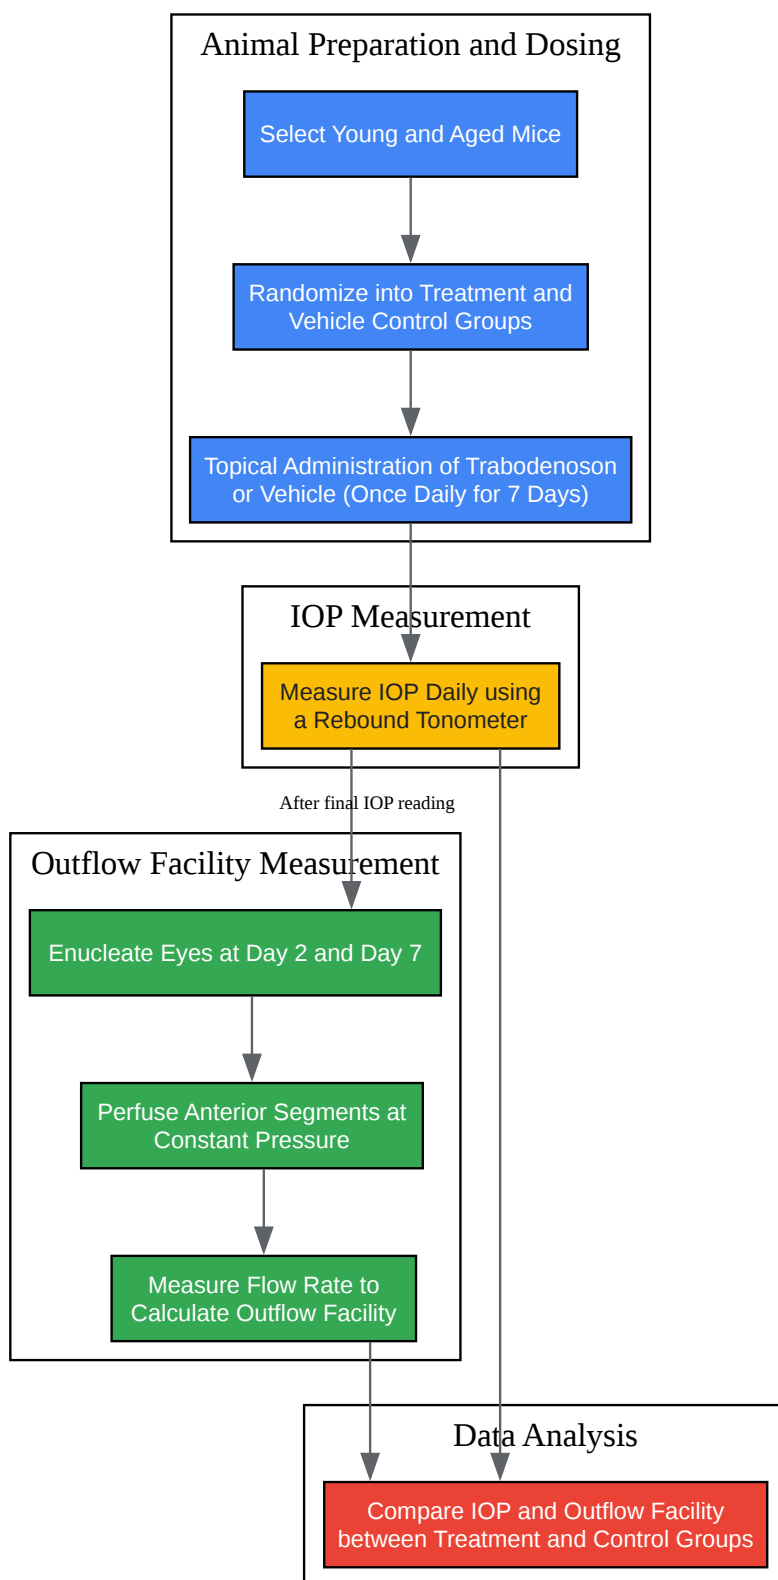 Animal Preparation and Dosing
Select Young and Aged Mice
Randomize into Treatment and
Vehicle Control Groups
Topical Administration of Trabodenoson
or Vehicle (Once Daily for 7 Days)
IOP Measurement
Measure IOP Daily using
a Rebound Tonometer
After final IOP reading
Outflow Facility Measurement
Enucleate Eyes at Day 2 and Day 7
Perfuse Anterior Segments at
Constant Pressure
Measure Flow Rate to
Calculate Outflow Facility
Data Analysis
Compare IOP and Outflow Facility
between Treatment and Control Groups